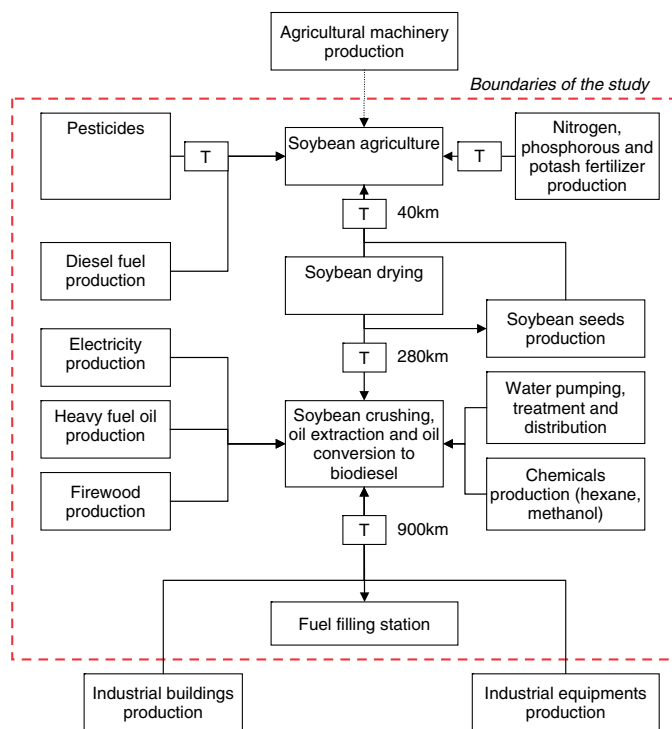 Agricultural machinery
production
Boundaries of the study
Pesticides
T
Soybean agriculture
T
Nitrogen,
phosphorous and
potash fertilizer
production
T
40km
Diesel fuel
production
Soybean drying
Soybean seeds
production
Electricity
production
T
280km
Water pumping,
treatment and
distribution
Heavy fuel oil
production
Soybean crushing,
oil extraction and oil
conversion to
biodiesel
Firewood
production
Chemicals
production (hexane,
methanol)
T
900km
Fuel filling station
Industrial buildings
production
Industrial equipments
production